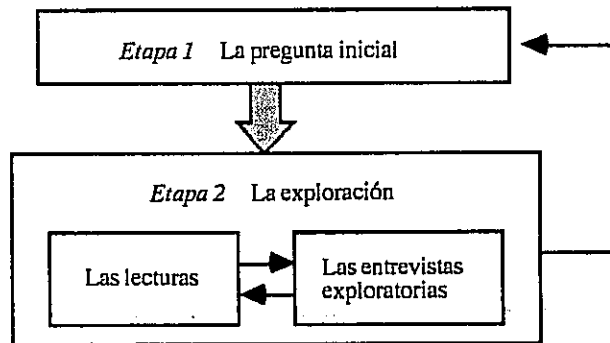 Etapa 1 La pregunta inicial
Etapa 2 La exploración
Las lecturas
Las entrevistas
exploratorias